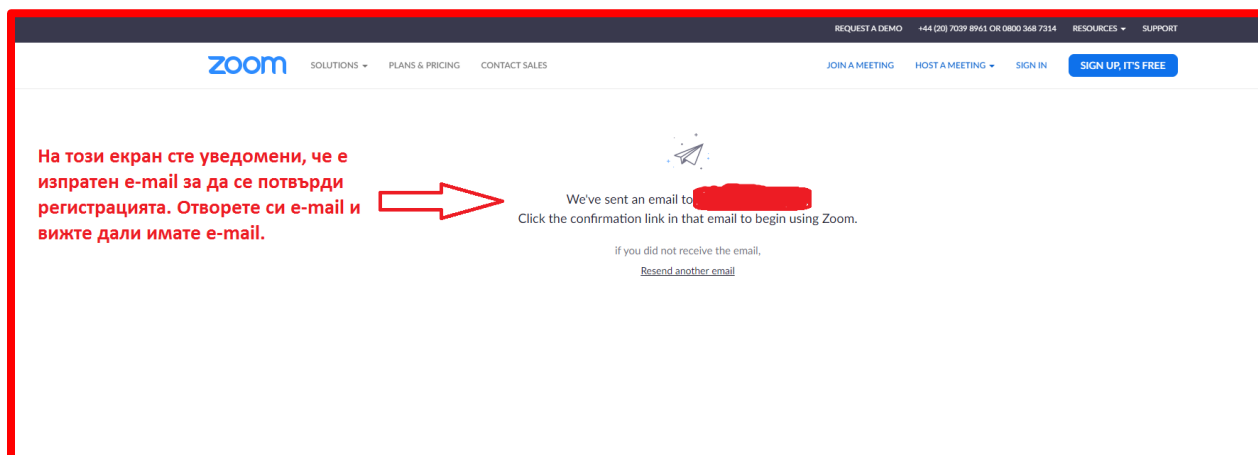 REQUEST A DEMO +44 (20) 7039 8961 OR 0800 368 7314 RESOURCES SUPPORT
zoom SOLUTIONS PLANS & PRICING CONTACT SALES JOIN A MEETING HOST A MEETING SIGN IN SIGN UP, IT'S FREE
На този екран сте уведомени, че е
изпратен e-mail за да се потвърди
регистрацията. Отворете си e-mail и
вижте дали имате e-mail.
We've sent an email to
Click the confirmation link in that email to begin using Zoom.
if you did not receive the email,
Resend another email